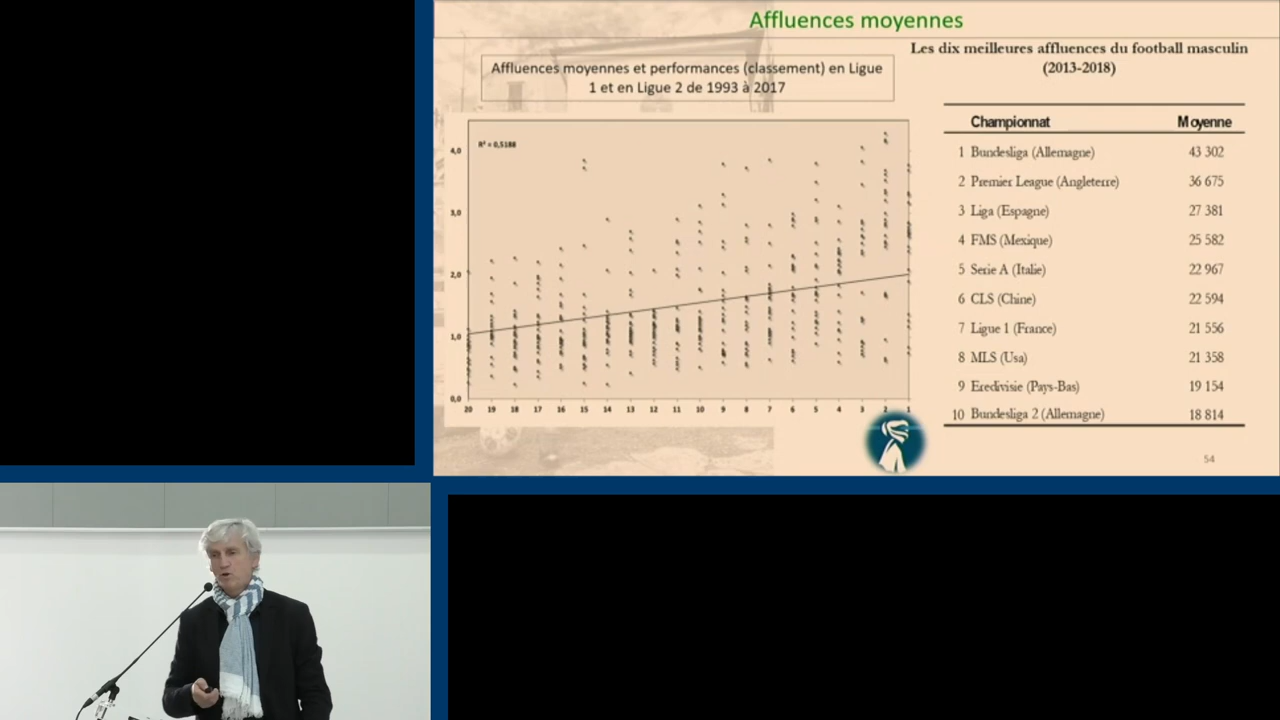 Affluences moyennes
Affluences moyennes et performances (classement) en Ligue
1 et en Ligue 2 de 1993 à 2017
R² = 0,5188
4,0
3,0
2,0
1,0
0,0
20 19 18 17 16 15 14 13 12 11 10 9 8 7 6 5 4 3 2 1
Les dix meilleures affluences du football masculin
(2013-2018)
Championnat Moyenne
1 Bundesliga (Allemagne) 43 302
2 Premier League (Angleterre) 36 675
3 Liga (Espagne) 27 381
4 FMS (Mexique) 25 582
5 Serie A (Italie) 22 967
6 CLS (Chine) 22 594
7 Ligue 1 (France) 21 556
8 MLS (Usa) 21 358
9 Eredivisie (Pays-Bas) 19 154
10 Bundesliga 2 (Allemagne) 18 814
54